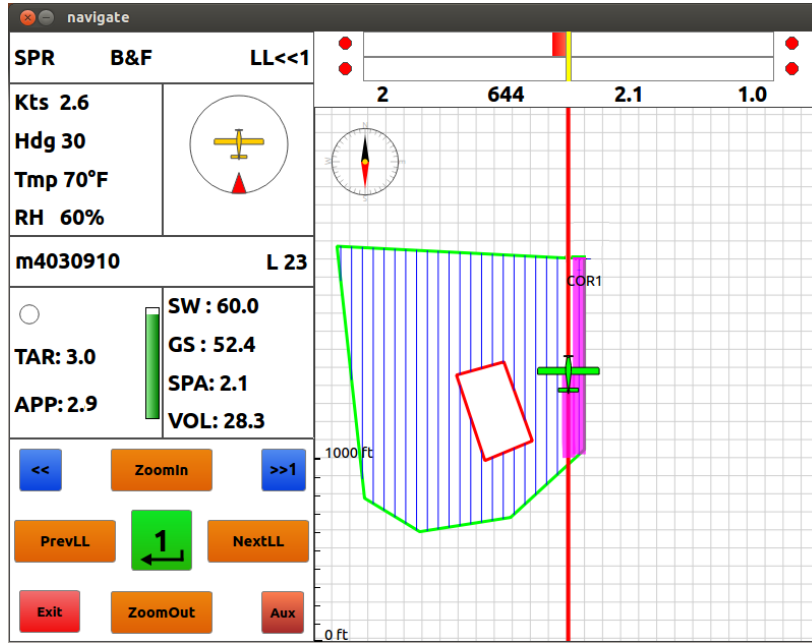 navigate
SPR B&F LL<<1
2 644 2.1 1.0
Kts 2.6
Hdg 30
Tmp 70°F
RH 60%
N
m4030910 L 23
COR1
SW : 60.0
GS : 52.4
TAR: 3.0
SPA: 2.1
APP: 2.9
VOL: 28.3
1000 ft
<< ZoomIn >>1
PrevLL 1 NextLL
Exit ZoomOut Aux
0 ft